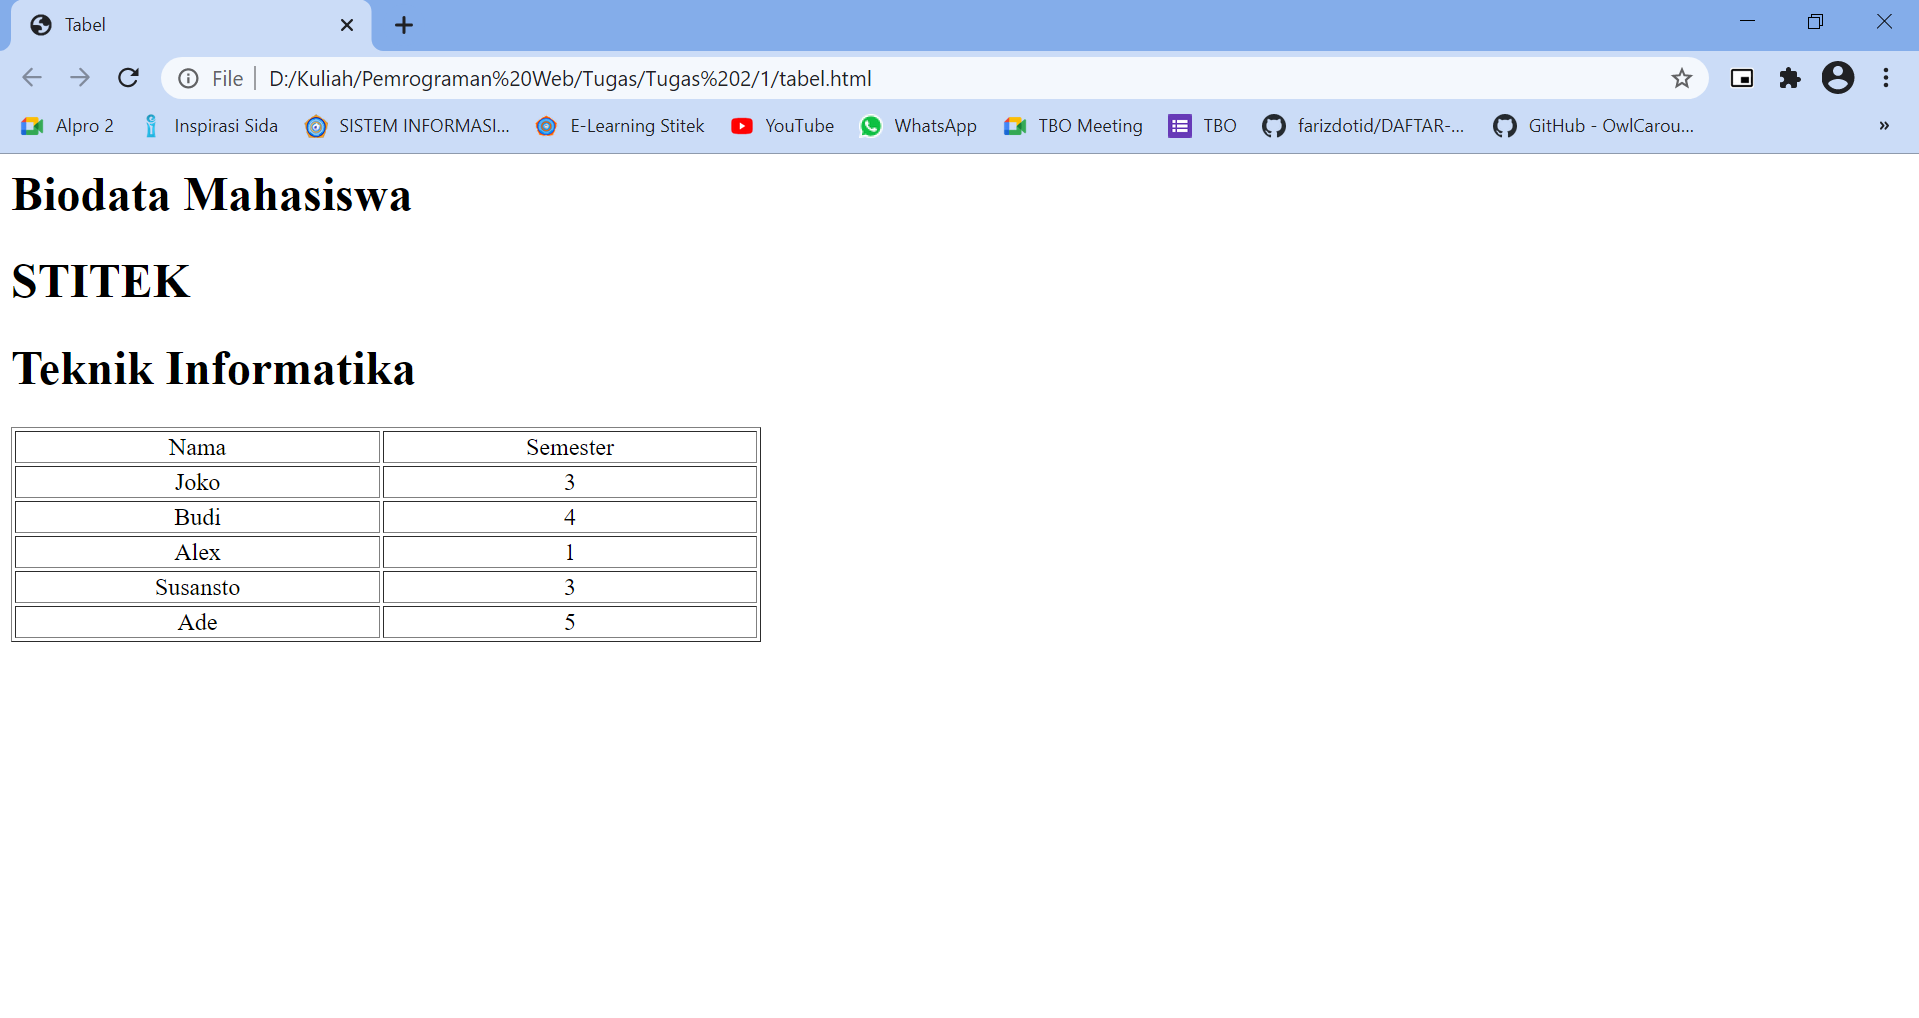 Tabel
File D:/Kuliah/Pemrograman%20Web/Tugas/Tugas%202/1/tabel.html
Alpro 2 Inspirasi Sida SISTEM INFORMASI... E-Learning Stitek YouTube WhatsApp TBO Meeting TBO farizdotid/DAFTAR-... GitHub - OwlCarou... »
Biodata Mahasiswa
STITEK
Teknik Informatika
Nama Semester
Joko 3
Budi 4
Alex 1
Susansto 3
Ade 5